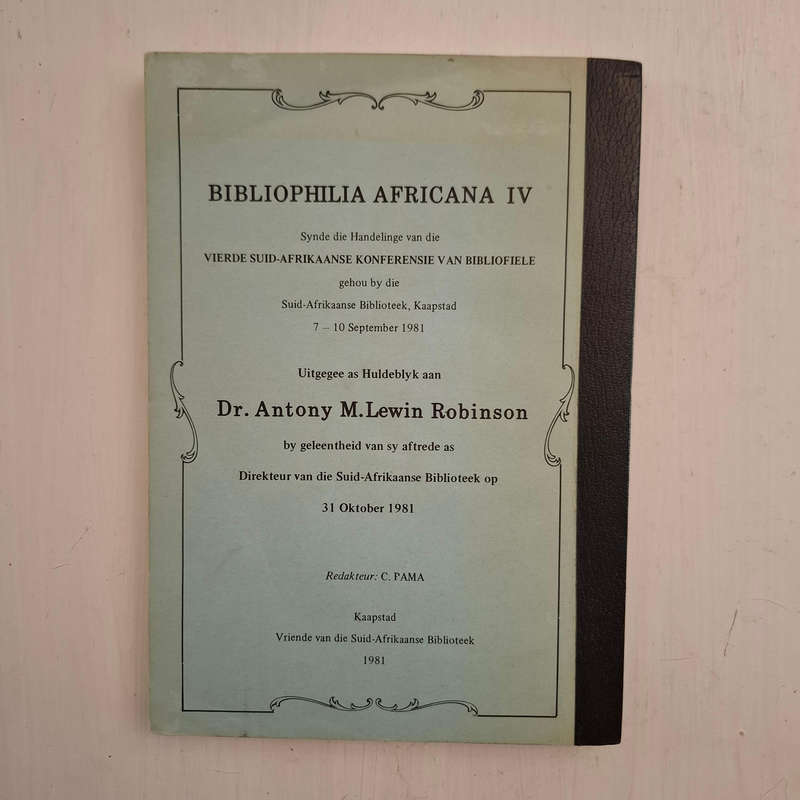 BIBLIOPHILIA AFRICANA IV
Synde die Handelinge van die
VIERDE SUID-AFRIKAANSE KONFERENSIE VAN BIBLIOFIELE
gehou by die
Suid-Afrikaanse Biblioteek, Kaapstad
7 – 10 September 1981
Uitgegee as Huldeblyk aan
Dr. Antony M.Lewin Robinson
by geleentheid van sy aftrede as
Direkteur van die Suid-Afrikaanse Biblioteek op
31 Oktober 1981
Redakteur: C. PAMA
Kaapstad
Vriende van die Suid-Afrikaanse Biblioteek
1981